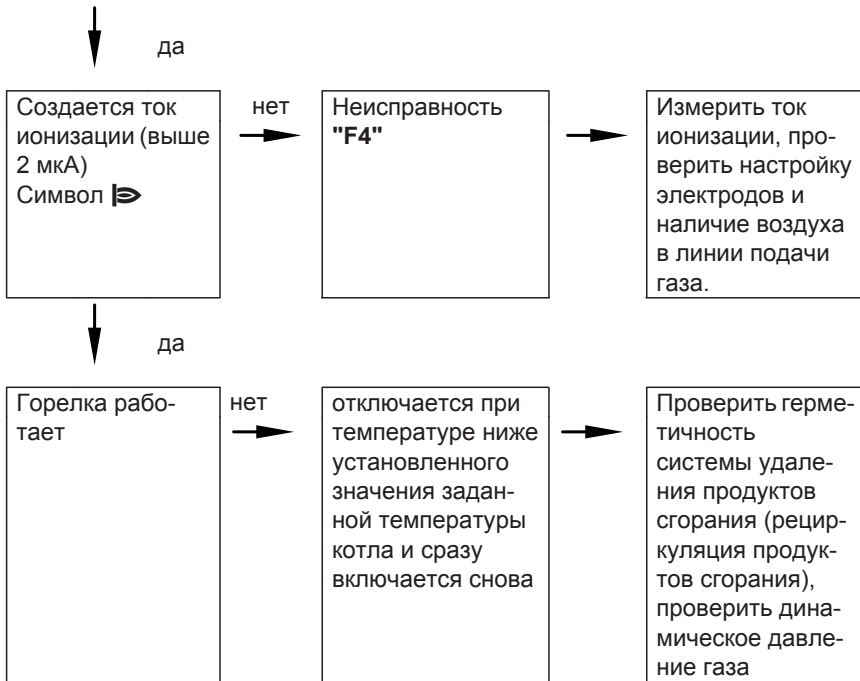 да
Создается ток
ионизации (выше
2 мкА)
Символ
нет
Неисправность
"F4"
Измерить ток
ионизации, про-
верить настройку
электродов и
наличие воздуха
в линии подачи
газа.
да
Горелка рабо-
тает
нет
отключается при
температуре ниже
установленного
значения задан-
ной температуры
котла и сразу
включается снова
Проверить герме-
тичность
системы удале-
ния продуктов
сгорания (рецир-
куляция продук-
тов сгорания),
проверить дина-
мическое давле-
ние газа